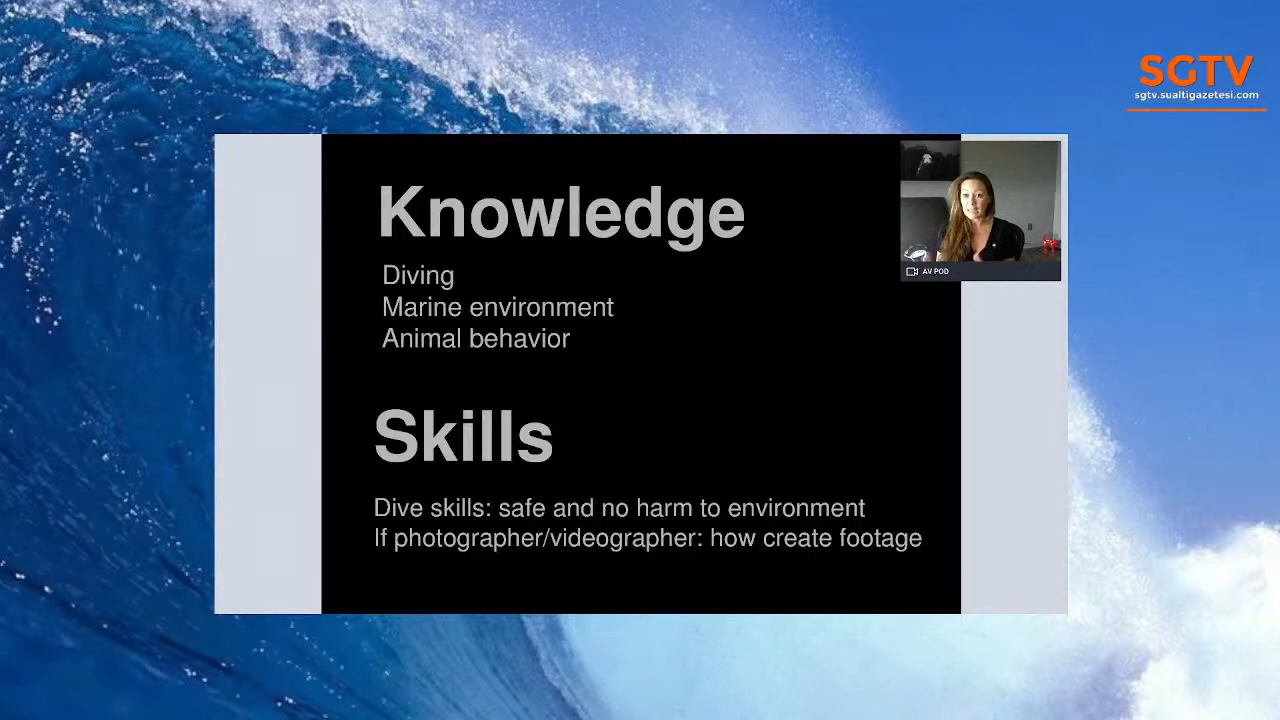 SGTV
sgtv.sualtigazetesi.com
Knowledge
Diving
Marine environment
Animal behavior
AV POD
Skills
Dive skills: safe and no harm to environment
If photographer/videographer: how create footage